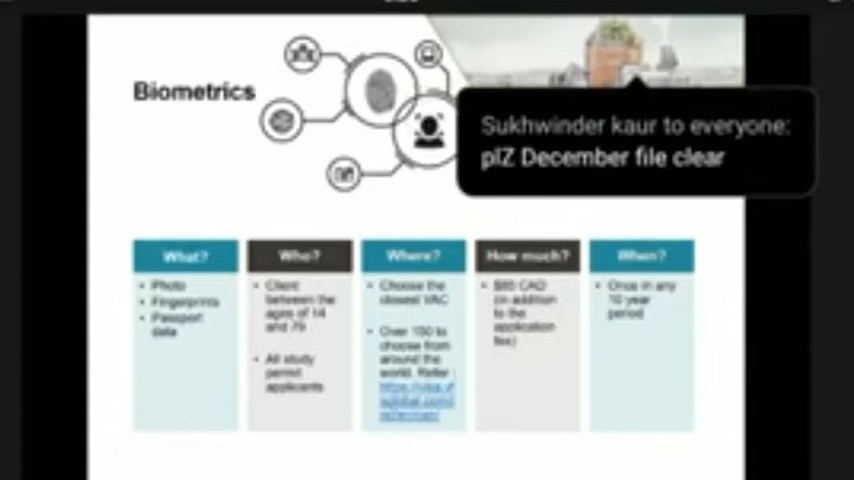 Biometrics
Sukhwinder kaur to everyone:
plZ December file clear
What?
Who?
Where?
How much?
When?
• Photo
• Fingerprints
• Passport
data
• Client
between the
ages of 14
and 79
• All study
permit
applicants
• Choose the
closest VAC
• Over 150 to
choose from
around the
world. Refer
• $85 CAD
(in addition
to the
application
fee)
• Once in any
10 year
period